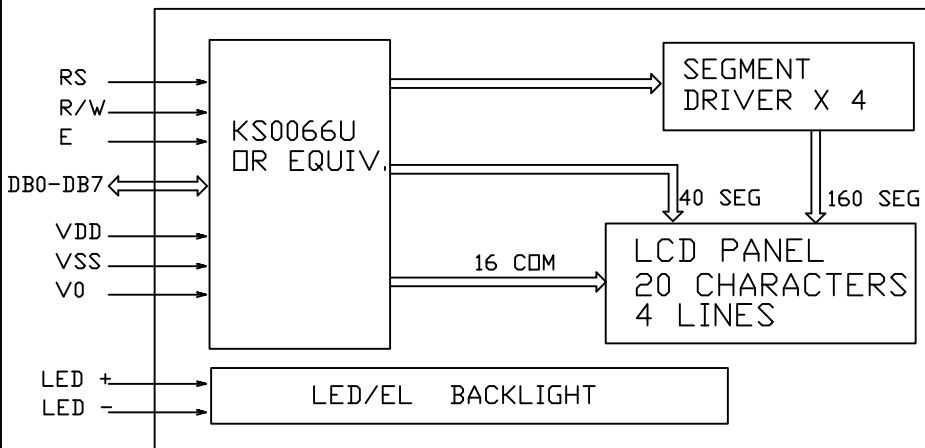 RS
R/W
E
DB0-DB7
VDD
VSS
V0
LED +
LED -
KS0066U
OR EQUIV.
SEGMENT
DRIVER X 4
40 SEG
160 SEG
16 COM
LCD PANEL
20 CHARACTERS
4 LINES
LED/EL BACKLIGHT